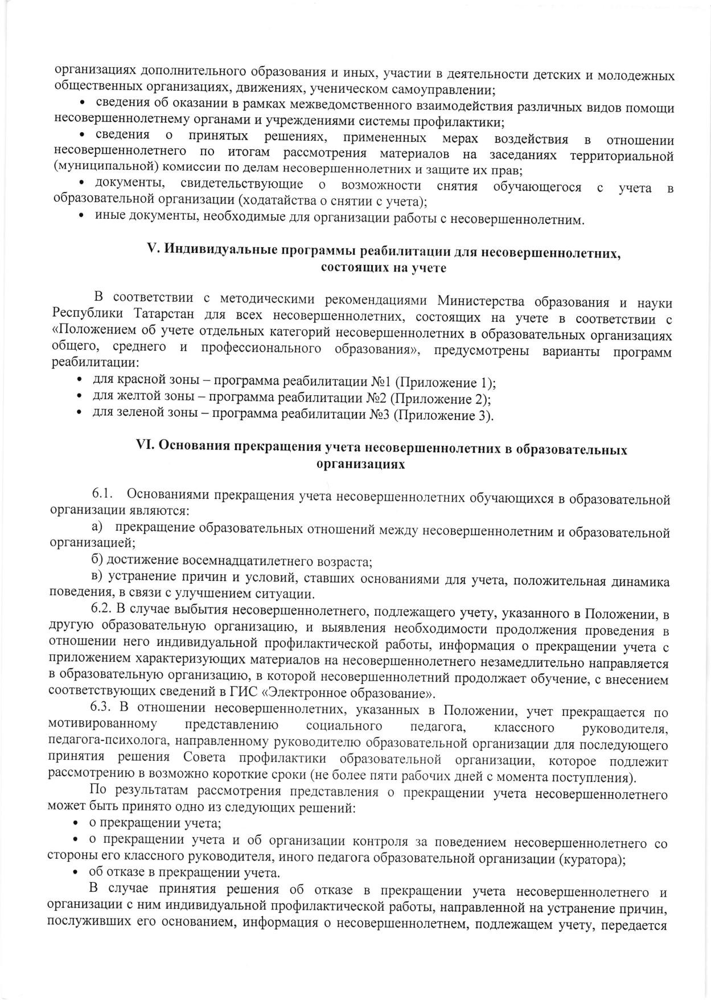 организациях дополнительного образования и иных, участии в деятельности детских и молодежных
общественных организациях, движениях, ученическом самоуправлении;
• сведения об оказании в рамках межведомственного взаимодействия различных видов помощи
несовершеннолетнему органами и учреждениями системы профилактики;
• сведения о принятых решениях, примененных мерах воздействия в отношении
несовершеннолетнего по итогам рассмотрения материалов на заседаниях территориальной
(муниципальной) комиссии по делам несовершеннолетних и защите их прав;
• документы, свидетельствующие о возможности снятия обучающегося с учета в
образовательной организации (ходатайства о снятии с учета);
• иные документы, необходимые для организации работы с несовершеннолетним.
V. Индивидуальные программы реабилитации для несовершеннолетних,
состоящих на учете
В соответствии с методическими рекомендациями Министерства образования и науки
Республики Татарстан для всех несовершеннолетних, состоящих на учете в соответствии с
«Положением об учете отдельных категорий несовершеннолетних в образовательных организациях
общего, среднего и профессионального образования», предусмотрены варианты программ
реабилитации:
• для красной зоны – программа реабилитации №1 (Приложение 1);
• для желтой зоны – программа реабилитации №2 (Приложение 2);
• для зеленой зоны – программа реабилитации №3 (Приложение 3).
VI. Основания прекращения учета несовершеннолетних в образовательных
организациях
6.1. Основаниями прекращения учета несовершеннолетних обучающихся в образовательной
организации являются:
а) прекращение образовательных отношений между несовершеннолетним и образовательной
организацией;
б) достижение восемнадцатилетнего возраста;
в) устранение причин и условий, ставших основаниями для учета, положительная динамика
поведения, в связи с улучшением ситуации.
6.2. В случае выбытия несовершеннолетнего, подлежащего учету, указанного в Положении, в
другую образовательную организацию, и выявления необходимости продолжения проведения в
отношении него индивидуальной профилактической работы, информация о прекращении учета с
приложением характеризующих материалов на несовершеннолетнего незамедлительно направляется
в образовательную организацию, в которой несовершеннолетний продолжает обучение, с внесением
соответствующих сведений в ГИС «Электронное образование».
6.3. В отношении несовершеннолетних, указанных в Положении, учет прекращается по
мотивированному представлению социального педагога, классного руководителя,
педагога-психолога, направленному руководителю образовательной организации для последующего
принятия решения Совета профилактики образовательной организации, которое подлежит
рассмотрению в возможно короткие сроки (не более пяти рабочих дней с момента поступления).
По результатам рассмотрения представления о прекращении учета несовершеннолетнего
может быть принято одно из следующих решений:
• о прекращении учета;
• о прекращении учета и об организации контроля за поведением несовершеннолетнего со
стороны его классного руководителя, иного педагога образовательной организации (куратора);
• об отказе в прекращении учета.
В случае принятия решения об отказе в прекращении учета несовершеннолетнего и
организации с ним индивидуальной профилактической работы, направленной на устранение причин,
послуживших его основанием, информация о несовершеннолетнем, подлежащем учету, передается